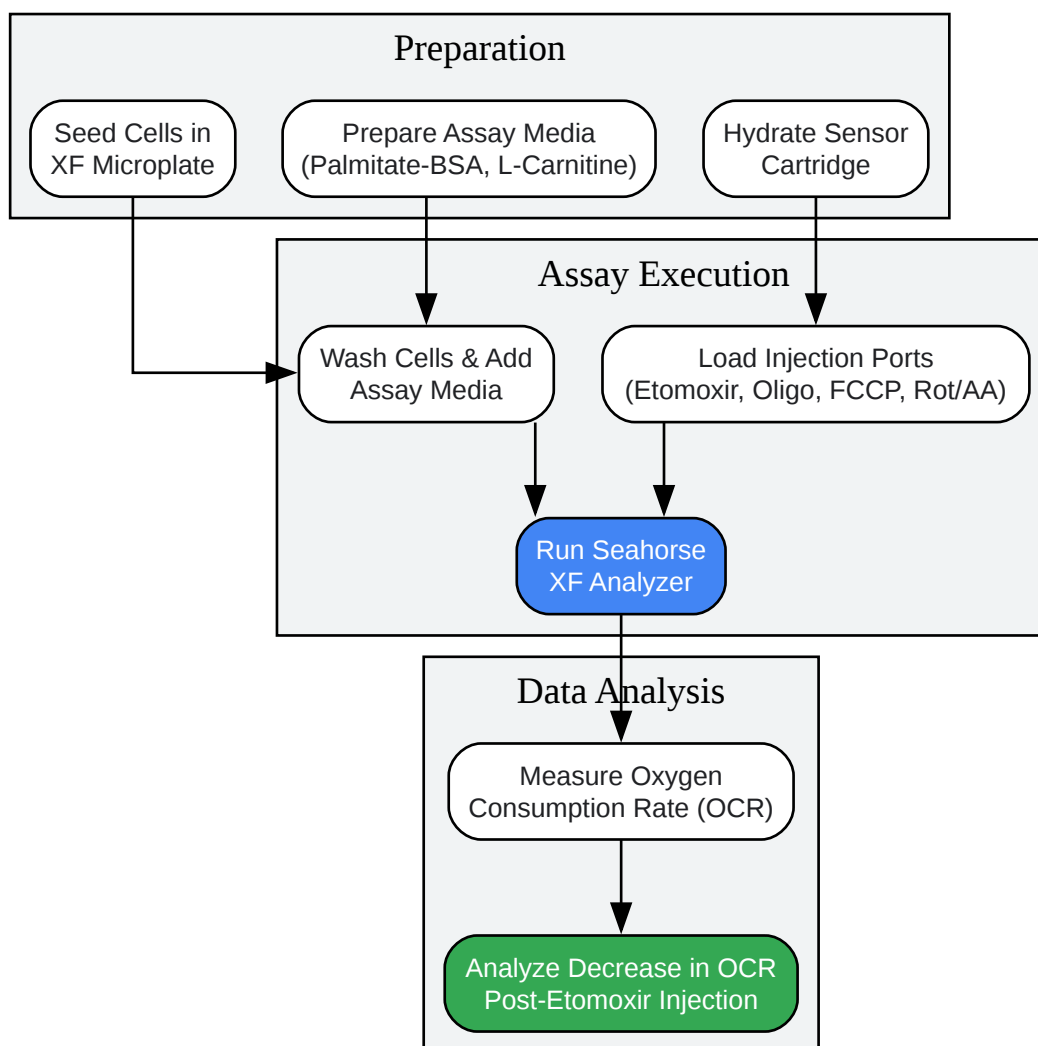 Preparation
Seed Cells in
XF Microplate
Prepare Assay Media
(Palmitate-BSA, L-Carnitine)
Hydrate Sensor
Cartridge
Assay Execution
Wash Cells & Add
Assay Media
Load Injection Ports
(Etomoxir, Oligo, FCCP, Rot/AA)
Run Seahorse
XF Analyzer
Data Analysis
Measure Oxygen
Consumption Rate (OCR)
Analyze Decrease in OCR
Post-Etomoxir Injection